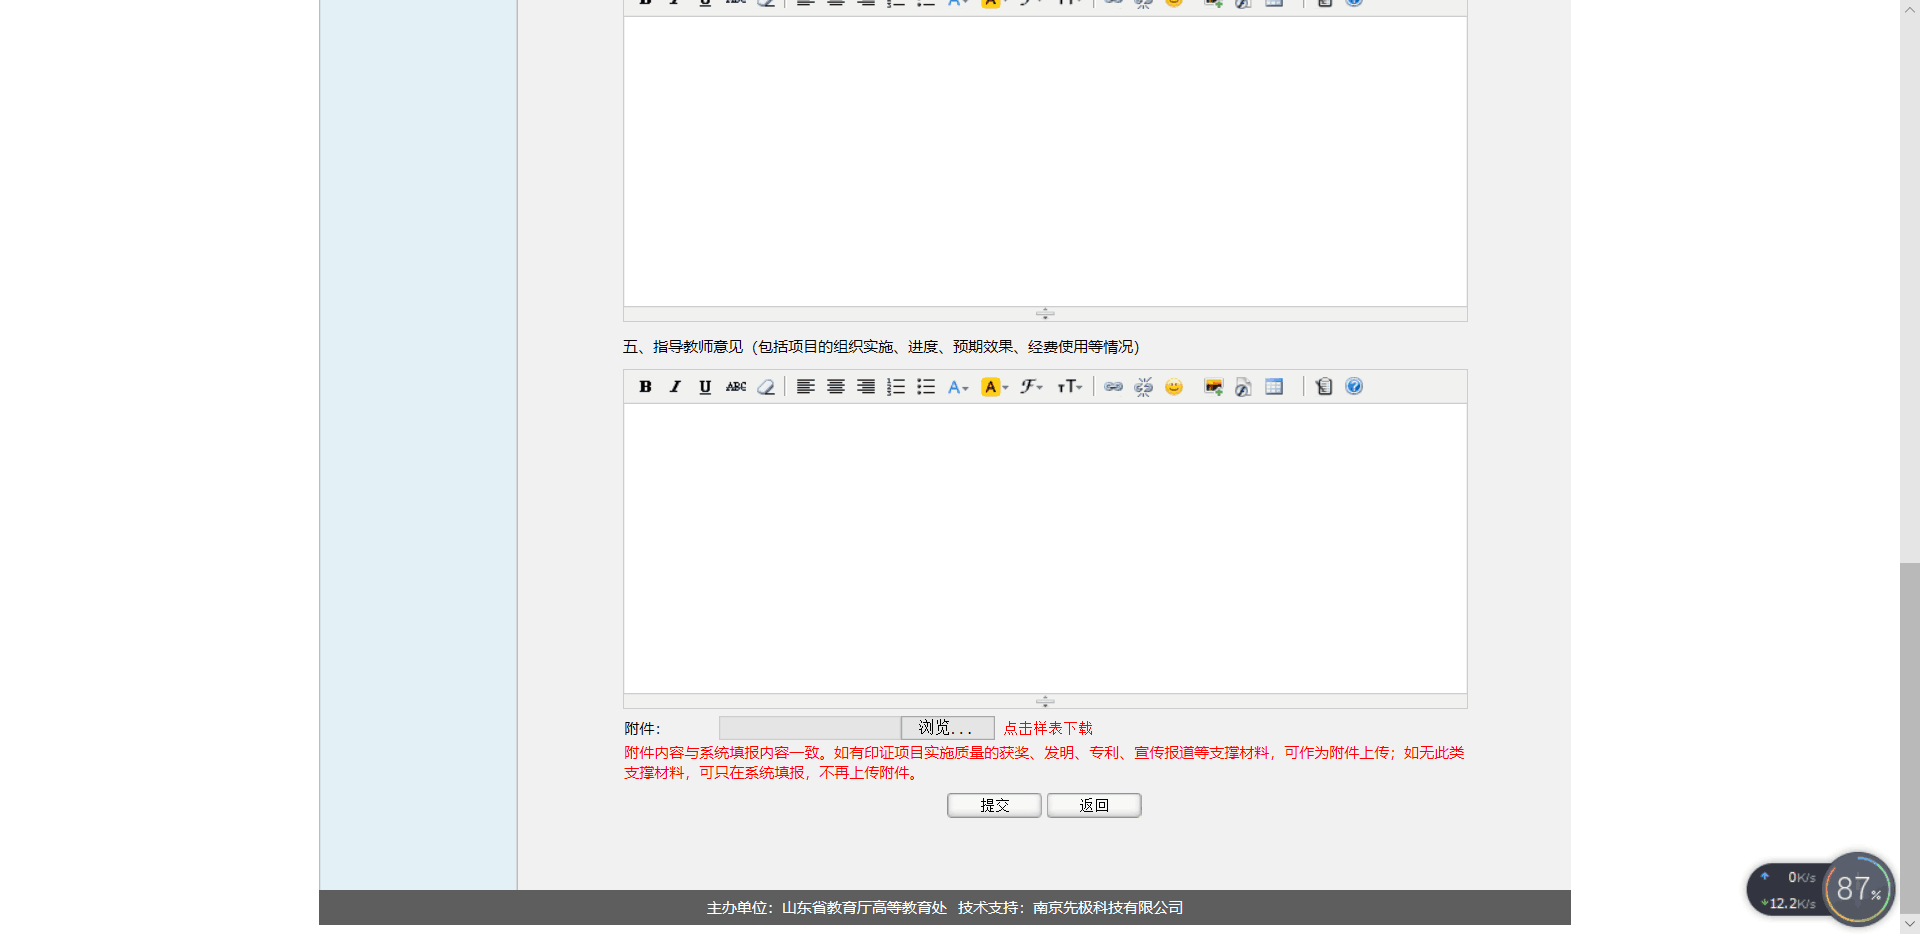 五、指导教师意见（包括项目的组织实施、进度、预期效果、经费使用等情况）
B I U ABC A A F TT
附件： 浏览... 点击样表下载
附件内容与系统填报内容一致。如有印证项目实施质量的获奖、发明、专利、宣传报道等支撑材料，可作为附件上传；如无此类
支撑材料，可只在系统填报，不再上传附件。
提交 返回
0K/s
12.2K/s
87%
主办单位：山东省教育厅高等教育处 技术支持：南京先极科技有限公司